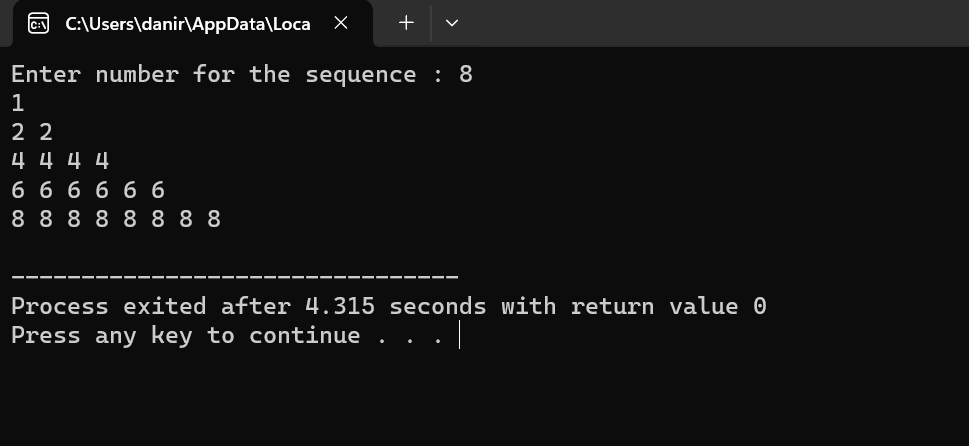 C:\Users\danir\AppData\Loca
Enter number for the sequence : 8
1
2 2
4 4 4 4
6 6 6 6 6 6
8 8 8 8 8 8 8 8
--------------------------------
Process exited after 4.315 seconds with return value 0
Press any key to continue . . .